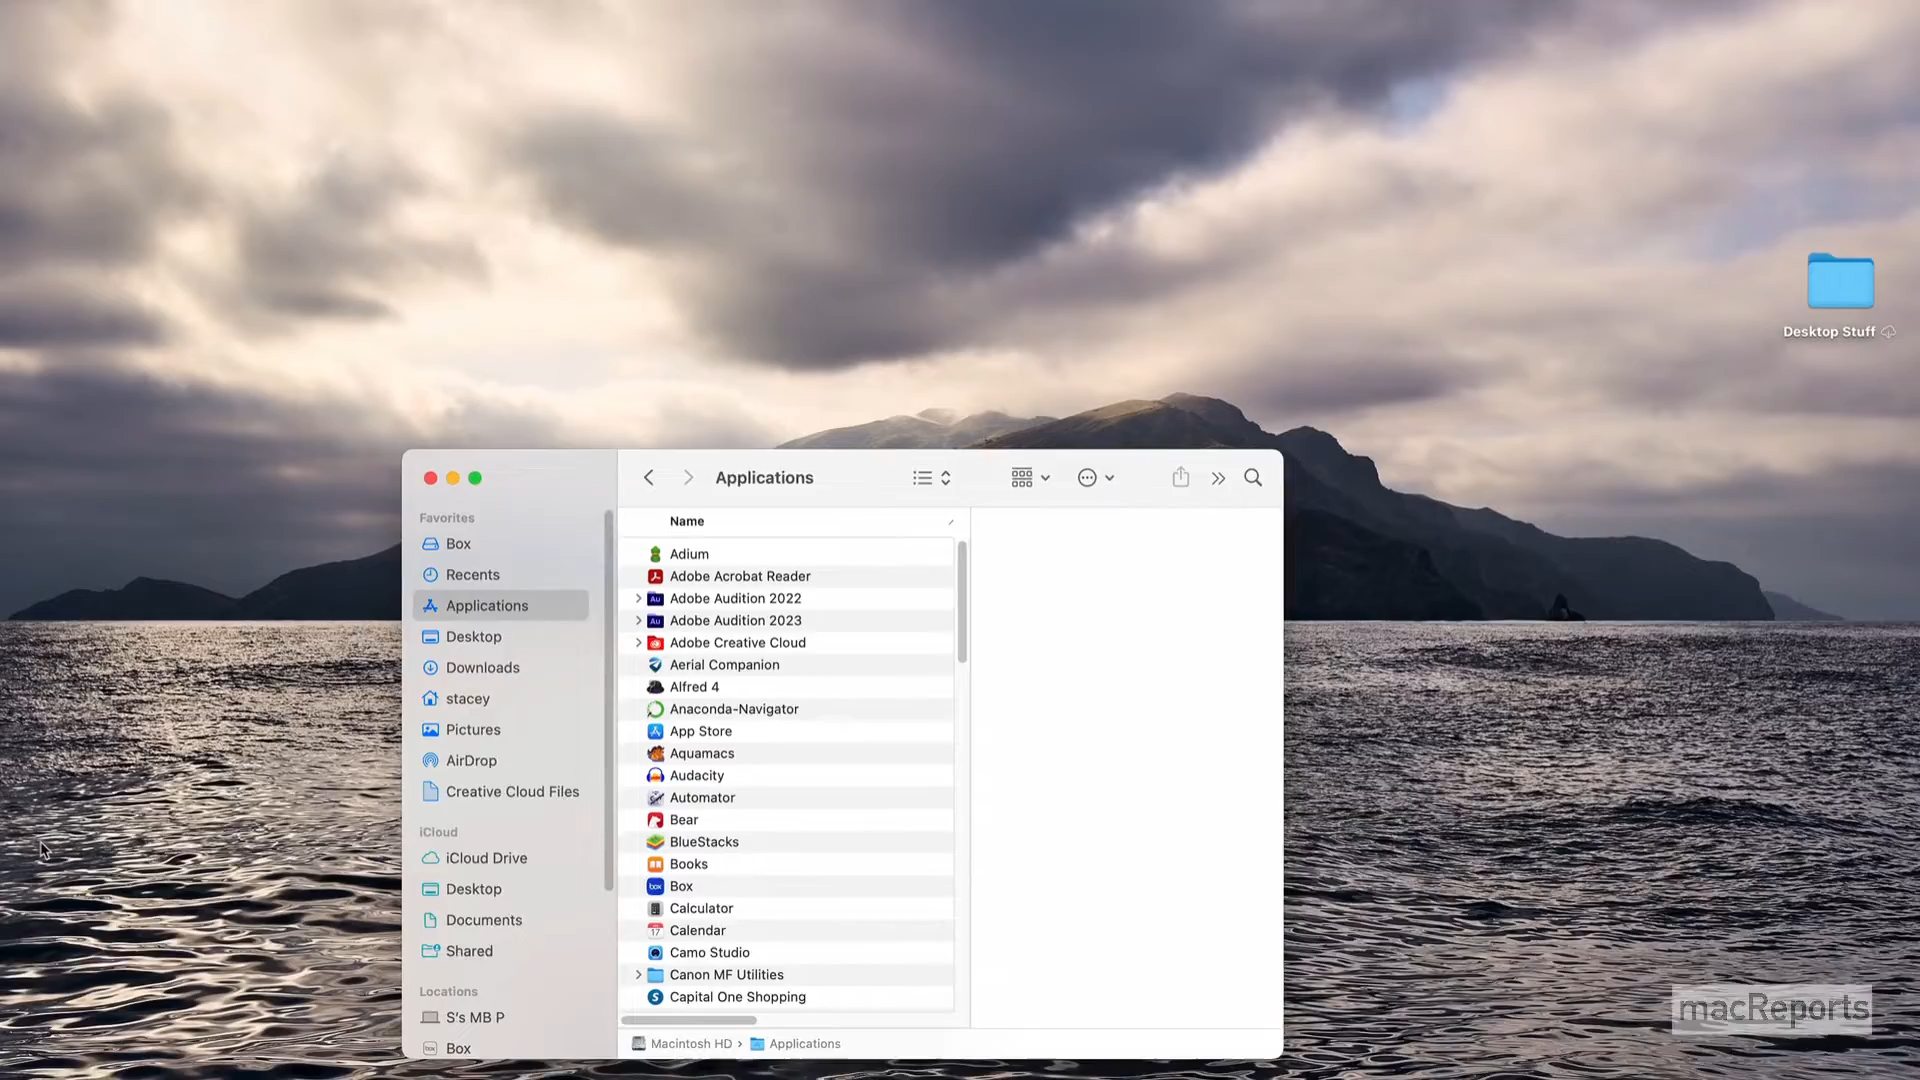 Desktop Stuff
Applications
Favorites
Box
Recents
Applications
Desktop
Downloads
stacey
Pictures
AirDrop
Creative Cloud Files
iCloud
iCloud Drive
Desktop
Documents
Shared
Locations
S's MB P
Box
Name
Adium
Adobe Acrobat Reader
Adobe Audition 2022
Adobe Audition 2023
Adobe Creative Cloud
Aerial Companion
Alfred 4
Anaconda-Navigator
App Store
Aquamacs
Audacity
Automator
Bear
BlueStacks
Books
Box
Calculator
Calendar
Camo Studio
Canon MF Utilities
Capital One Shopping
Macintosh HD › Applications
macReports